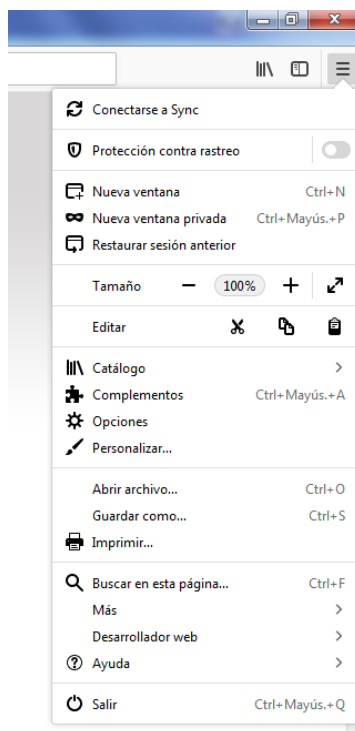 Conectarse a Sync
Protección contra rastreo
Nueva ventana Ctrl+N
Nueva ventana privada Ctrl+Mayús.+P
Restaurar sesión anterior
Tamaño 100%
Editar
Catálogo
Complementos Ctrl+Mayús.+A
Opciones
Personalizar...
Abrir archivo... Ctrl+O
Guardar como... Ctrl+S
Imprimir...
Buscar en esta página... Ctrl+F
Más
Desarrollador web
Ayuda
Salir Ctrl+Mayús.+Q